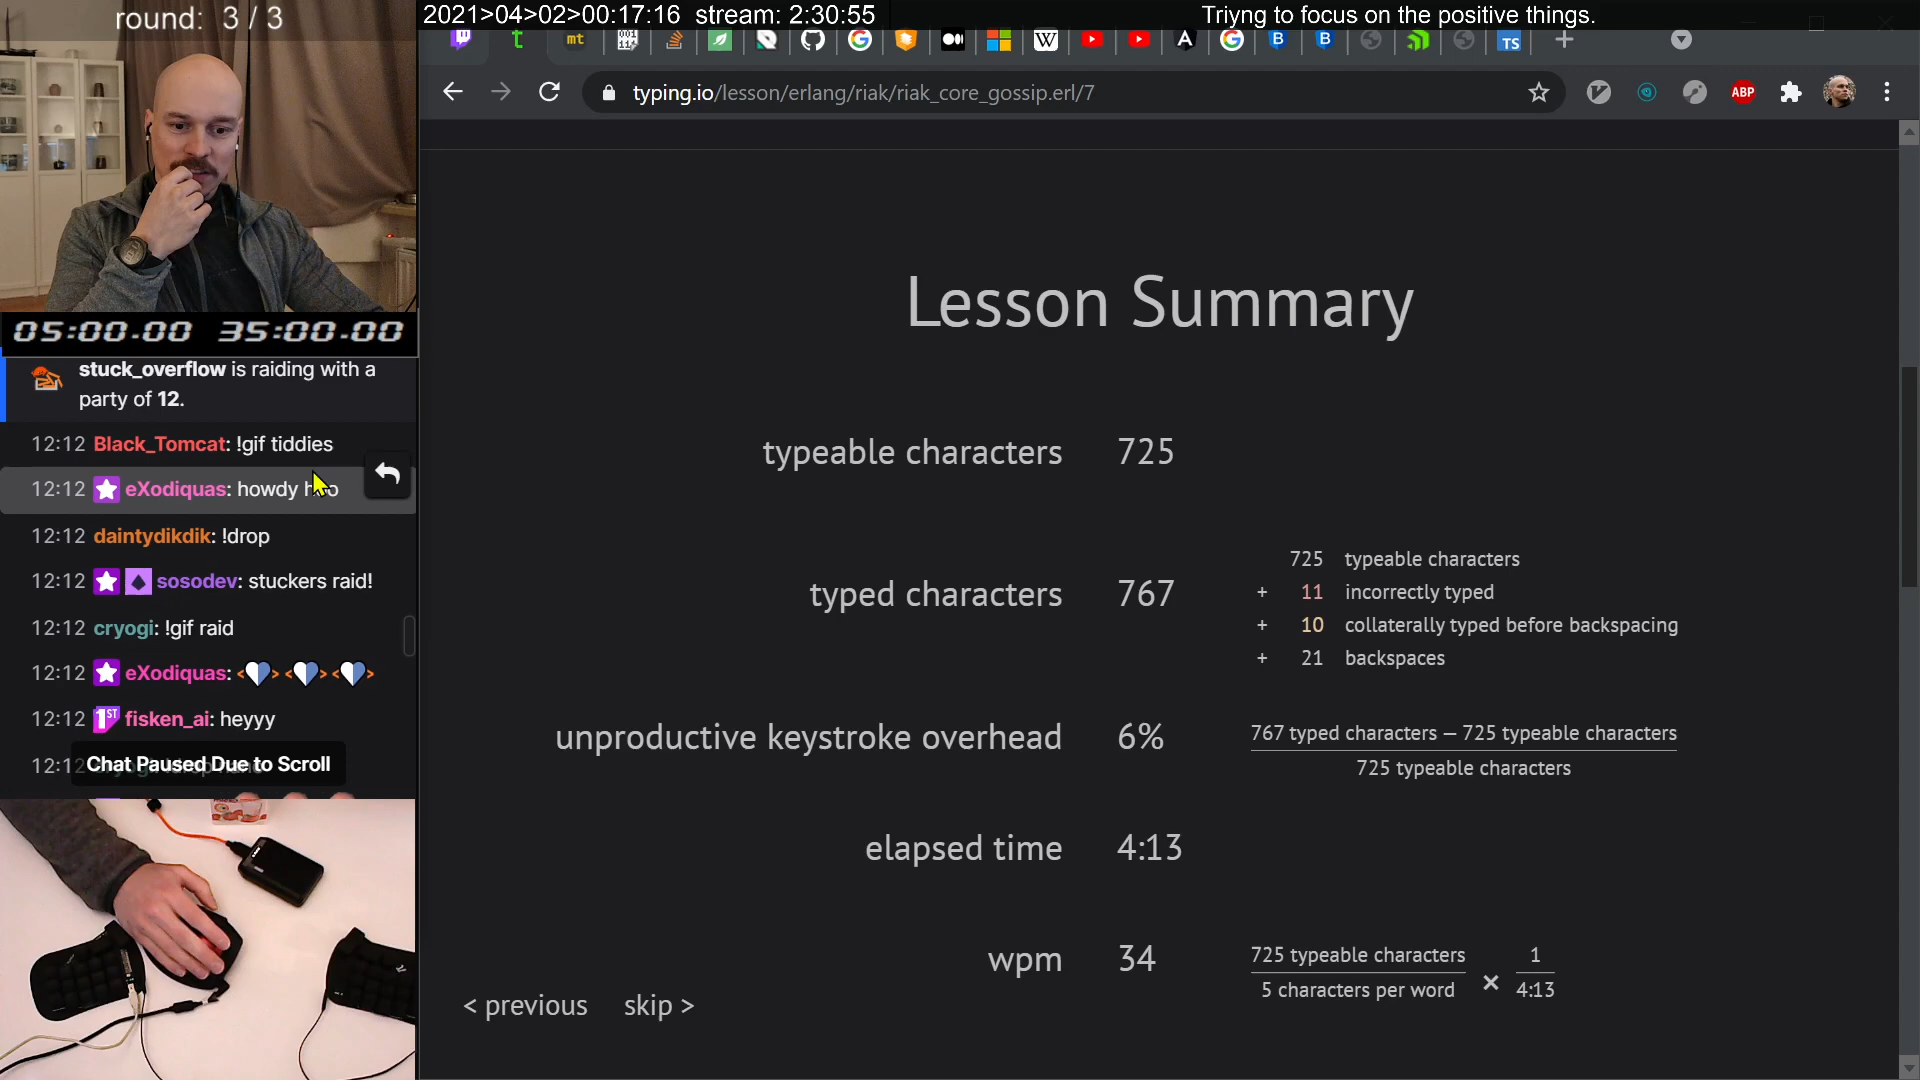 round: 3 / 3
2021>04>02>00:17:16 stream: 2:30:55
Triyng to focus on the positive things.
typing.io/lesson/erlang/riak/riak_core_gossip.erl/7
ABP
05:00.00 35:00.00
stuck_overflow is raiding with a
party of 12.
12:12 Black_Tomcat: !gif tiddies
12:12 eXodiquas: howdy
12:12 daintydikdik: !drop
12:12 sosodev: stuckers raid!
12:12 cryogi: !gif raid
12:12 eXodiquas:
12:12 1ST fisken_ai: heyyy
12:12
Chat Paused Due to Scroll
Lesson Summary
typeable characters 725
typed characters 767
725 typeable characters
+ 11 incorrectly typed
+ 10 collaterally typed before backspacing
+ 21 backspaces
unproductive keystroke overhead 6%
767 typed characters – 725 typeable characters
725 typeable characters
elapsed time 4:13
wpm 34
725 typeable characters
5 characters per word
×
1
4:13
< previous skip >